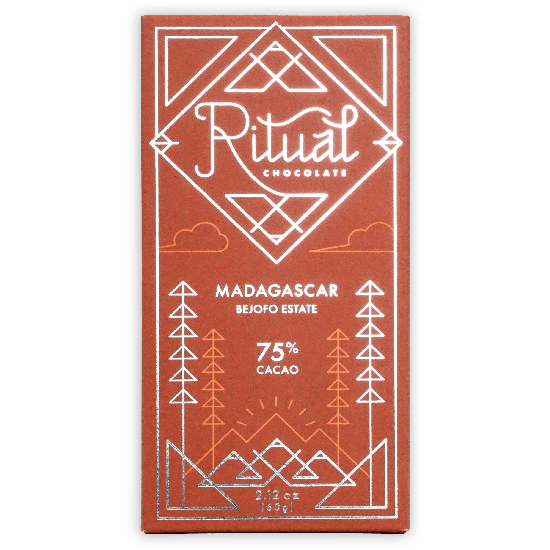 Ritual
CHOCOLATE
MADAGASCAR
BEJOFO ESTATE
75%
CACAO
2.12 oz
(60g)